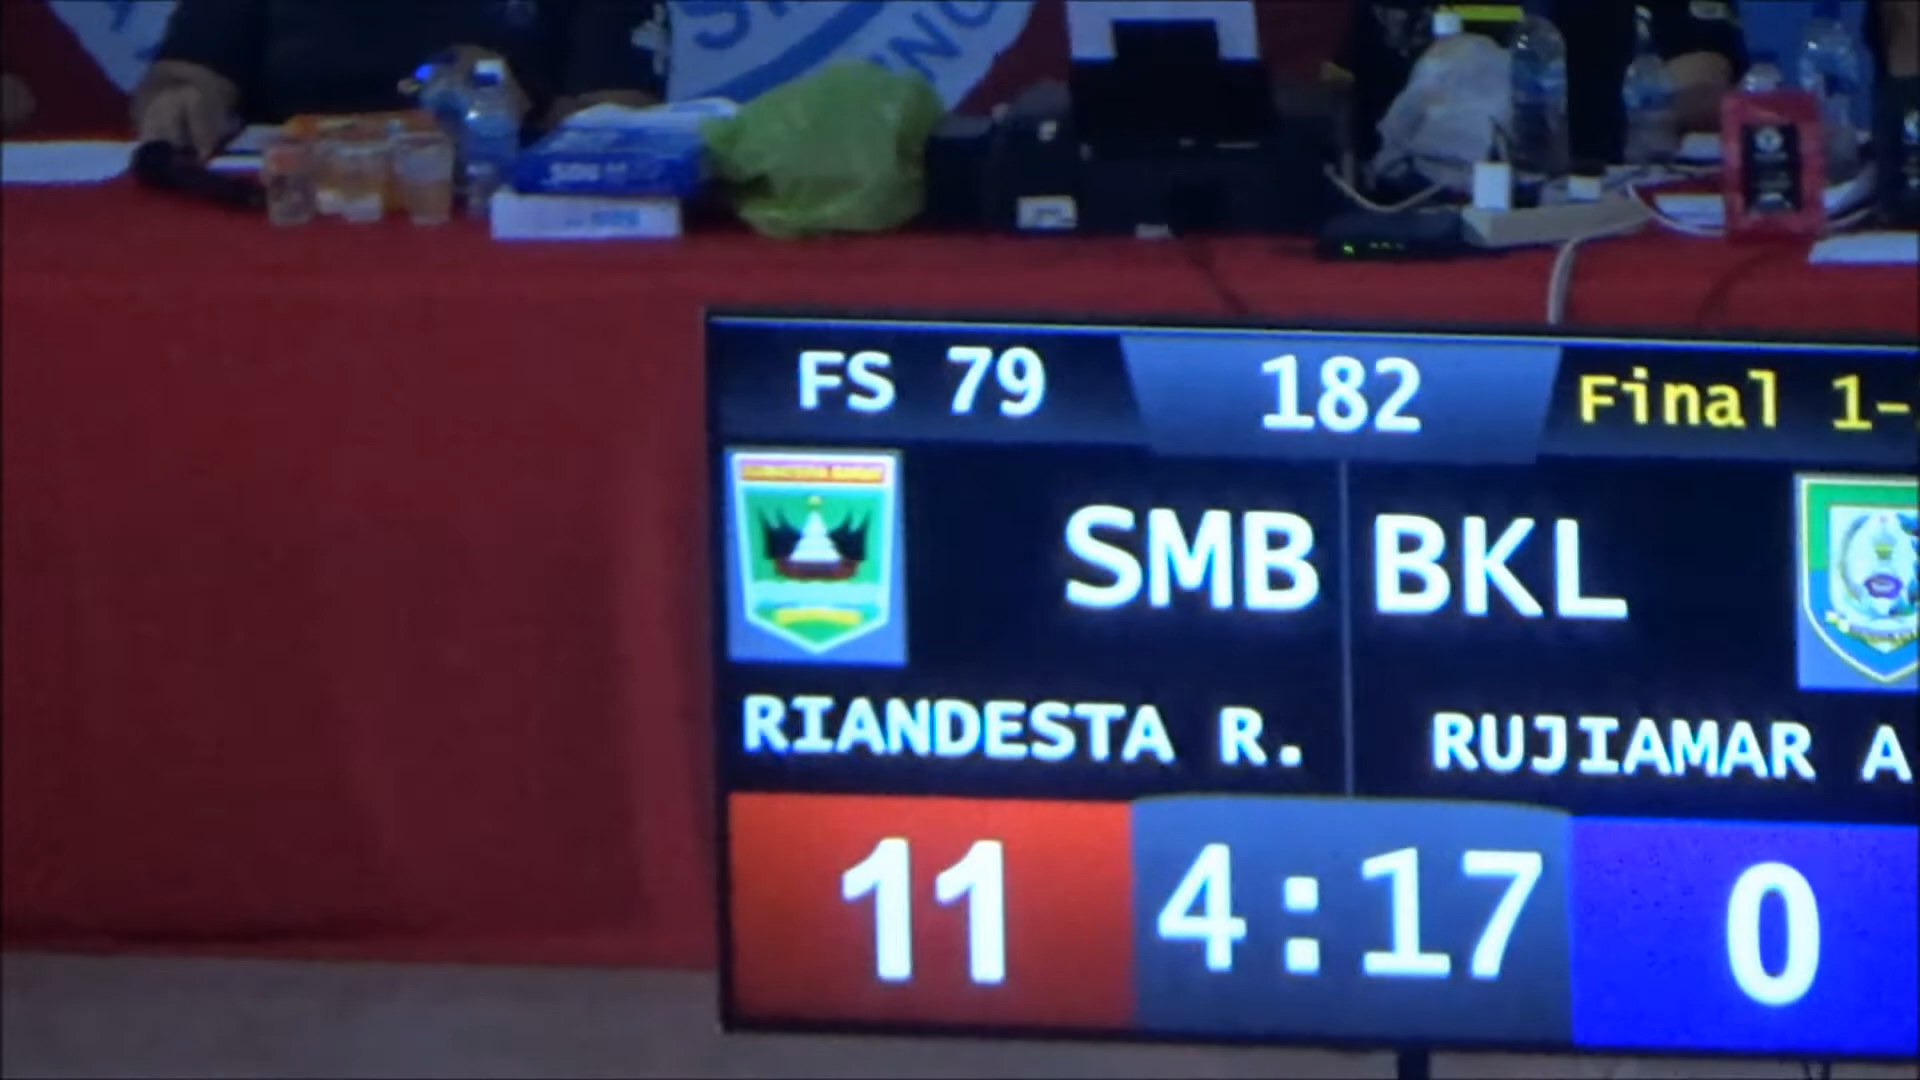 FS 79
182
Final 1-
SMB
BKL
RIANDESTA R.
RUJIAMAR A
11
4:17
0